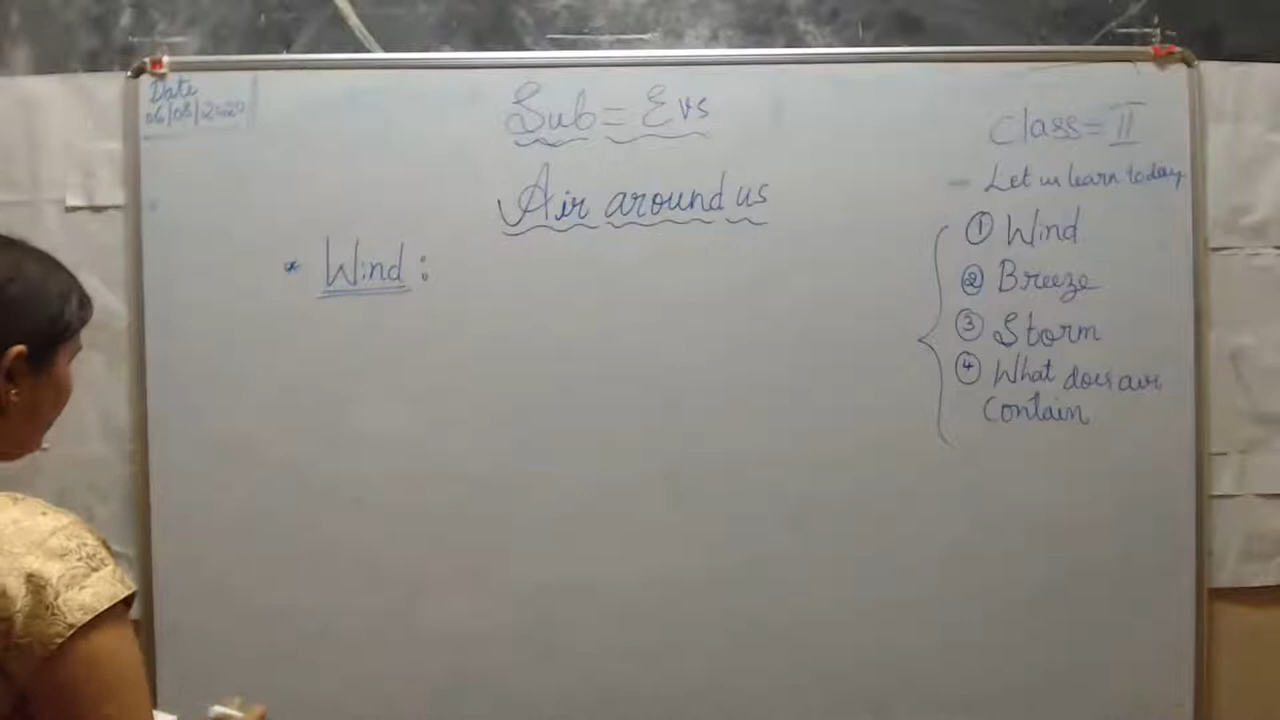 Date
06/08/2020
Sub = Evs
Class = II
Air around us
- Let us learn today
* Wind :
① Wind
② Breeze
③ Storm
④ What does air
contain